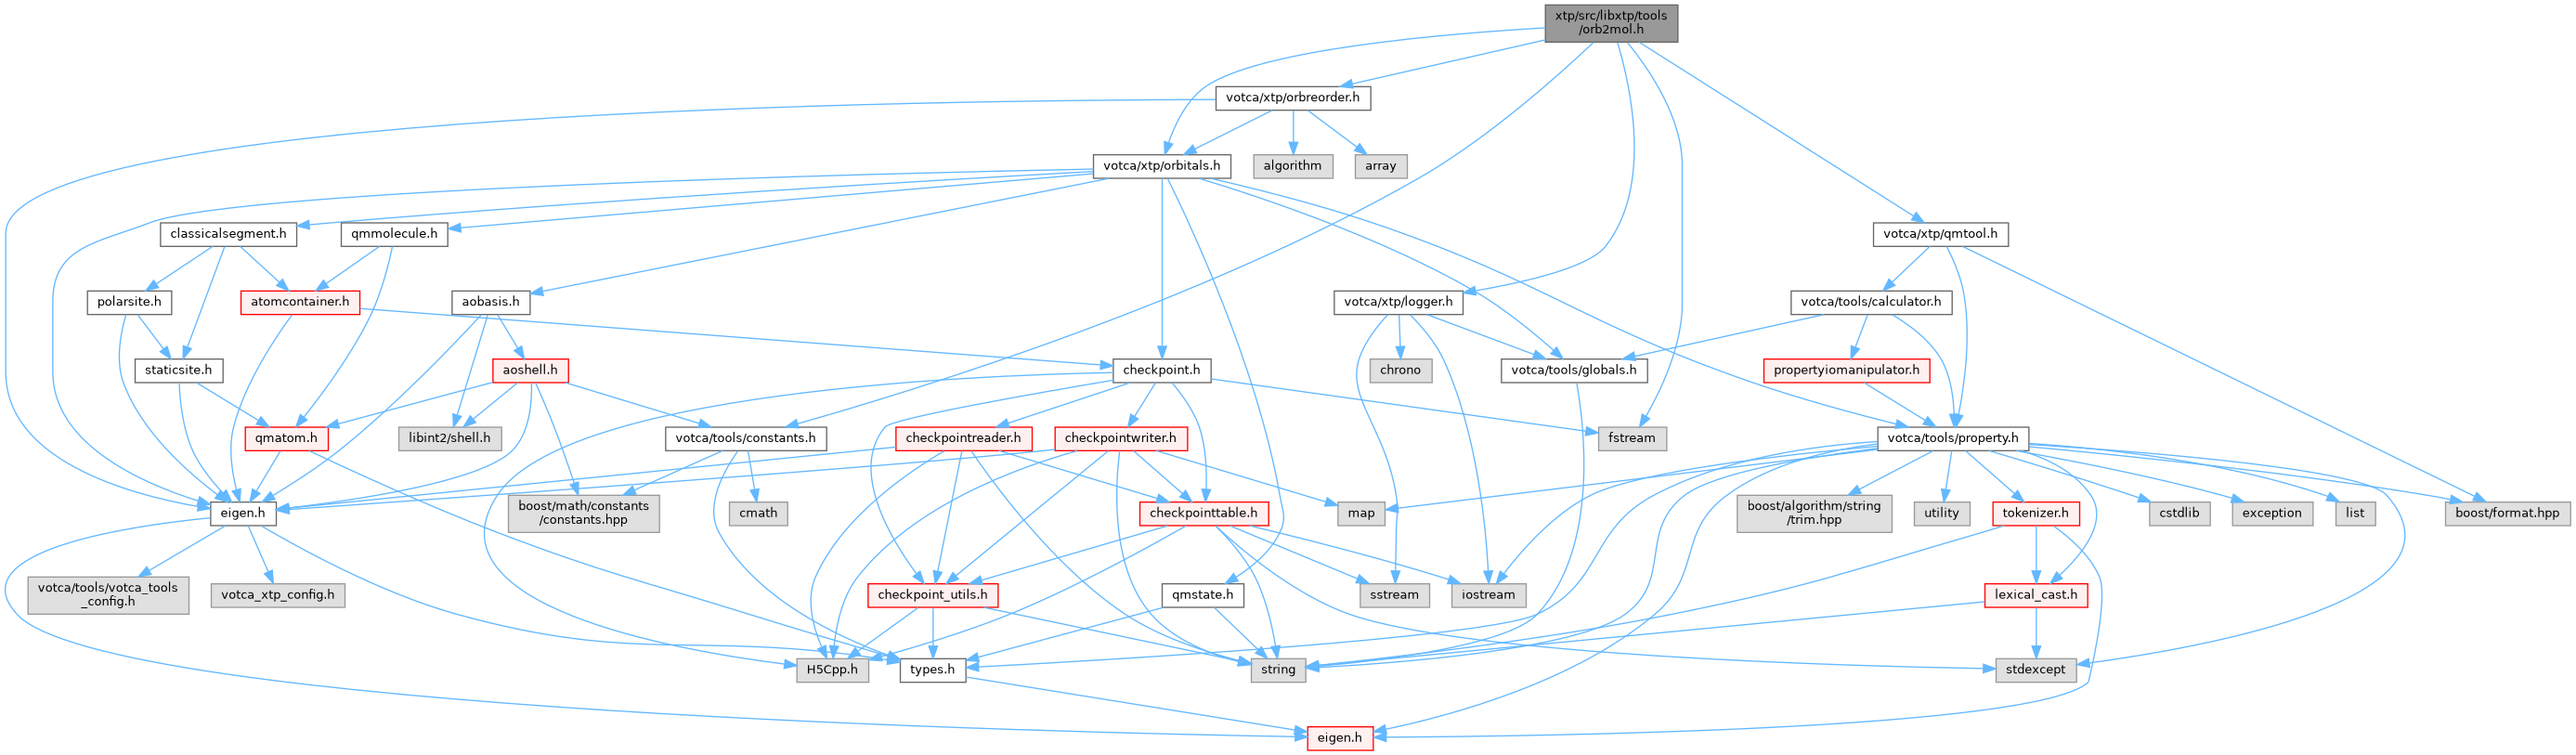 xtp/src/libxtp/tools
/orb2mol.h
votca/xtp/orbreorder.h
votca/xtp/orbitals.h
algorithm
array
classicalsegment.h
qmmolecule.h
votca/xtp/qmtool.h
polarsite.h
atomcontainer.h
aobasis.h
votca/xtp/logger.h
votca/tools/calculator.h
staticsite.h
aoshell.h
checkpoint.h
chrono
votca/tools/globals.h
propertyiomanipulator.h
qmatom.h
libint2/shell.h
votca/tools/constants.h
checkpointreader.h
checkpointwriter.h
fstream
votca/tools/property.h
eigen.h
boost/math/constants
/constants.hpp
cmath
checkpointtable.h
map
boost/algorithm/string
/trim.hpp
utility
tokenizer.h
cstdlib
exception
list
boost/format.hpp
votca/tools/votca_tools
_config.h
votca_xtp_config.h
checkpoint_utils.h
qmstate.h
sstream
iostream
lexical_cast.h
H5Cpp.h
types.h
string
stdexcept
eigen.h